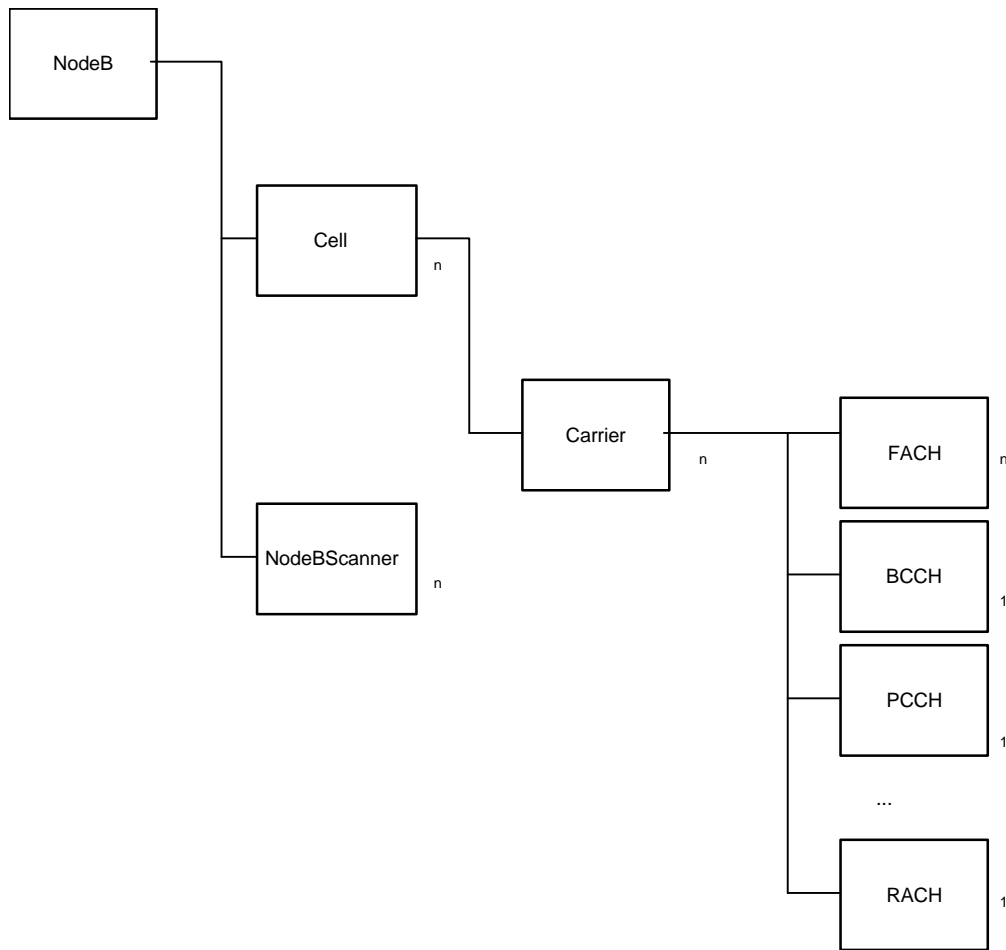 NodeB
Cell
n
Carrier
n
FACH
n
NodeBScanner
n
BCCH
1
PCCH
1
...
RACH
1